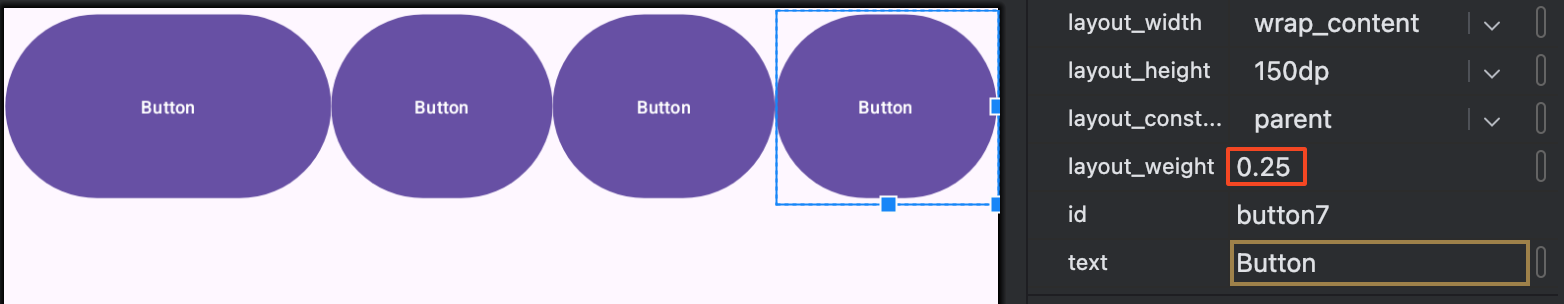 Button Button Button Button
layout_width wrap_content
layout_height 150dp
layout_const... parent
layout_weight 0.25
id button7
text Button